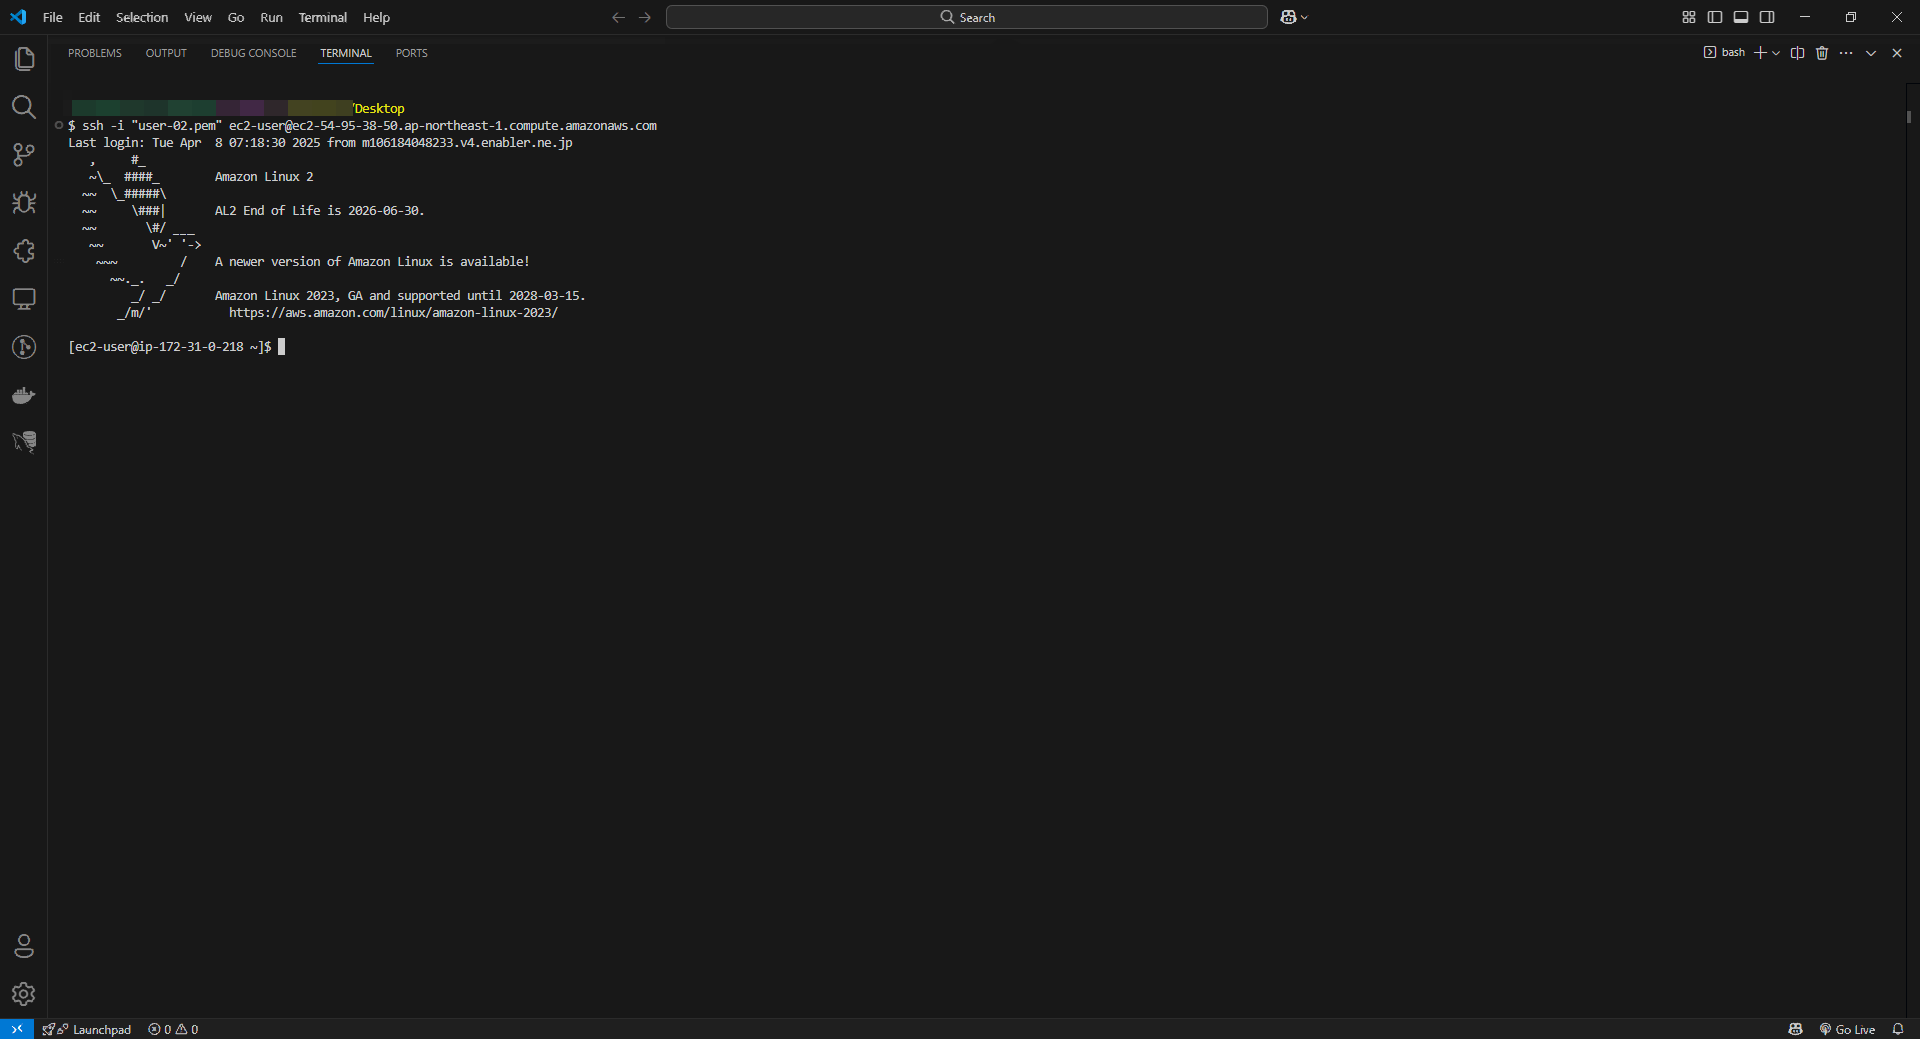 File Edit Selection View Go Run Terminal Help
Search
PROBLEMS OUTPUT DEBUG CONSOLE TERMINAL PORTS
bash
/Desktop
$ ssh -i "user-02.pem" ec2-user@ec2-54-95-38-50.ap-northeast-1.compute.amazonaws.com
Last login: Tue Apr  8 07:18:30 2025 from m106184048233.v4.enabler.ne.jp
   ,     #_
   ~\_  ####_        Amazon Linux 2
  ~~  \_#####\
  ~~     \###|       AL2 End of Life is 2026-06-30.
  ~~       \#/ ___
   ~~       V~' '->
    ~~~         /    A newer version of Amazon Linux is available!
      ~~._.   _/
         _/ _/       Amazon Linux 2023, GA and supported until 2028-03-15.
       _/m/'           https://aws.amazon.com/linux/amazon-linux-2023/
[ec2-user@ip-172-31-0-218 ~]$
Launchpad 0 0 Go Live